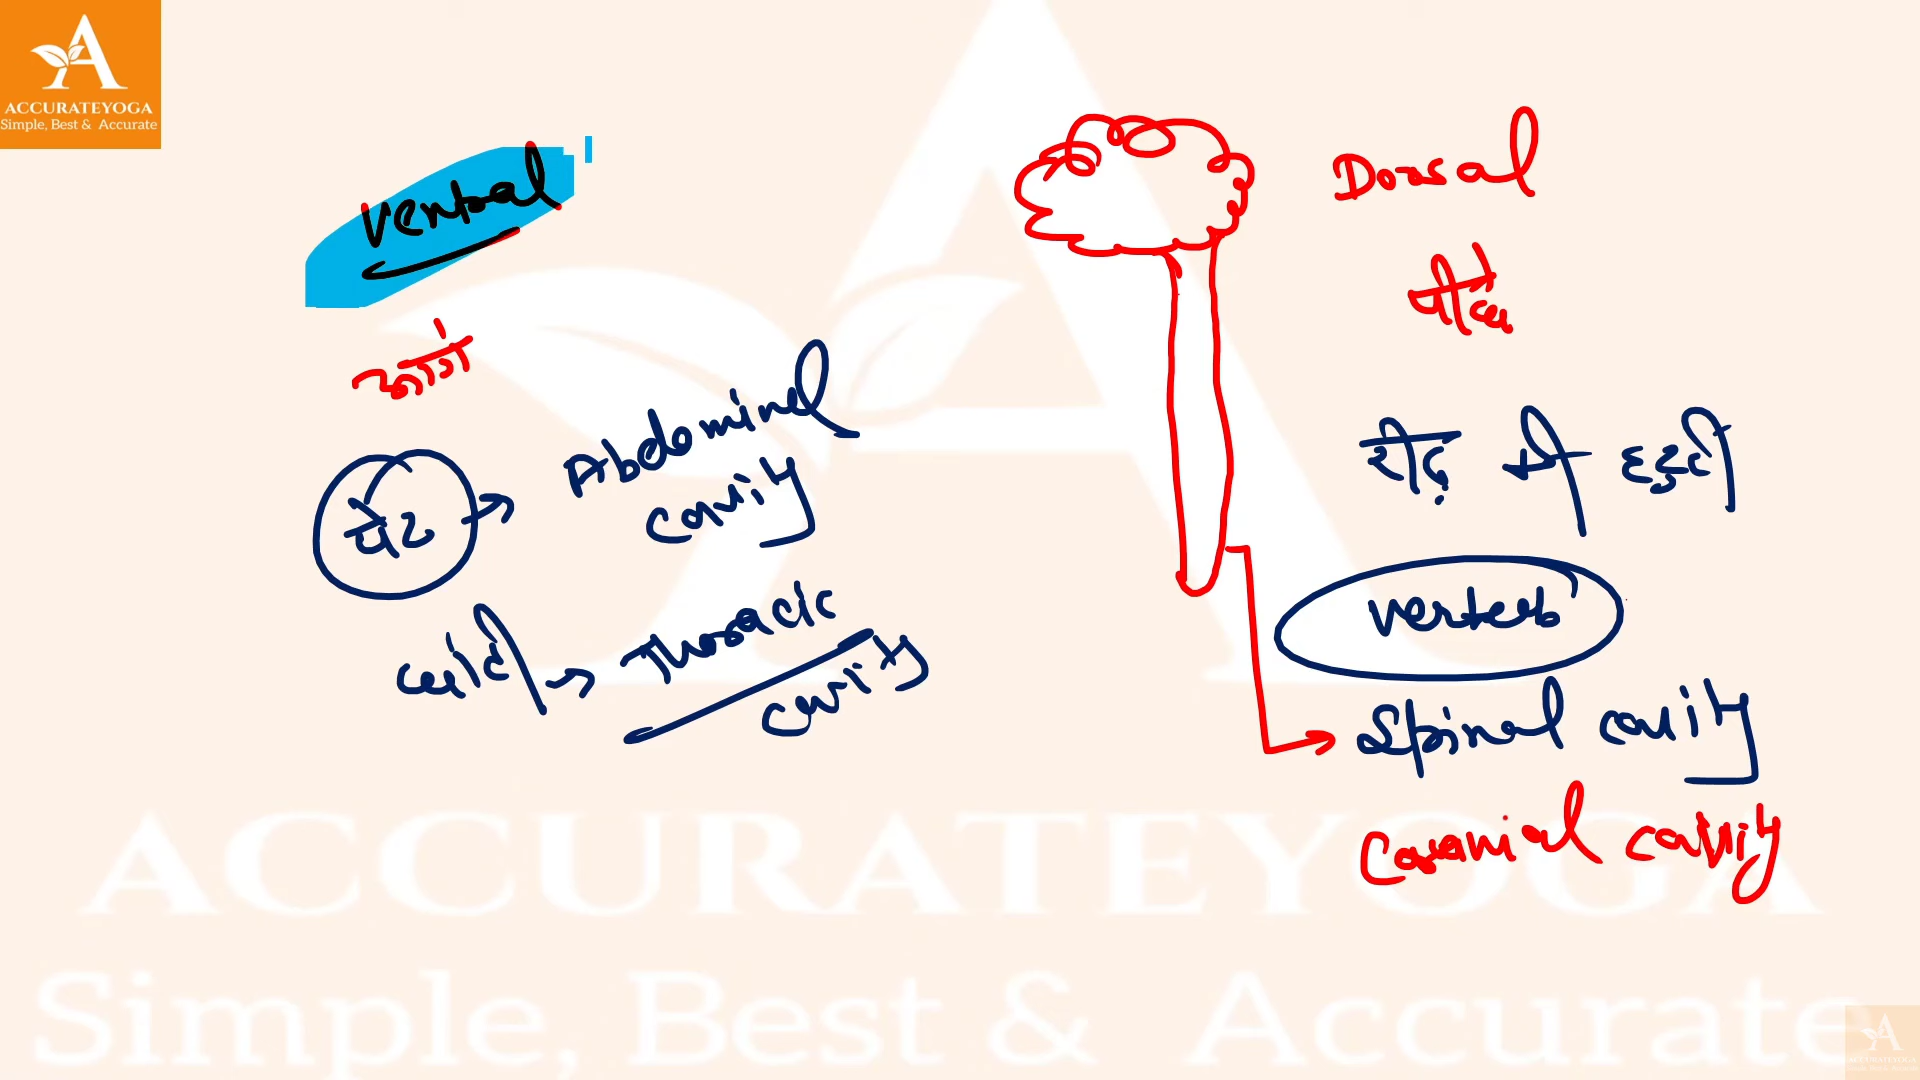 ACCURATEYOGA
Simple, Best & Accurate
Ventral
आगे
पेट → Abdominal
cavity
छाती → Thoracic
cavity
Dorsal
पीछे
रीढ़ की हड्डी
verteb
Spinal cavity
Cranial cavity
ACCURATEYOGA
Simple, Best & Accurate